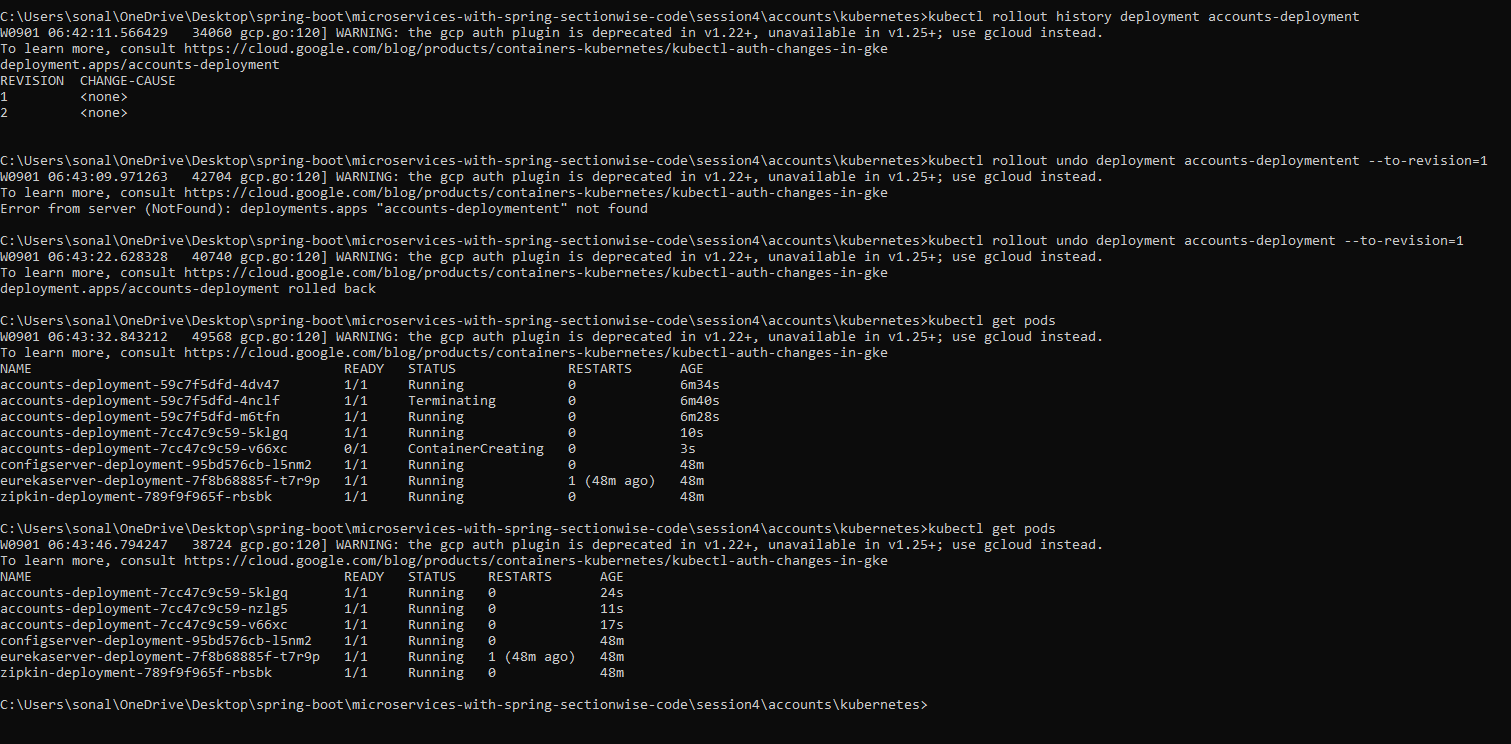 C:\Users\sonal\OneDrive\Desktop\spring-boot\microservices-with-spring-sectionwise-code\session4\accounts\kubernetes>kubectl rollout history deployment accounts-deployment
W0901 06:42:11.566429   34060 gcp.go:120] WARNING: the gcp auth plugin is deprecated in v1.22+, unavailable in v1.25+; use gcloud instead.
To learn more, consult https://cloud.google.com/blog/products/containers-kubernetes/kubectl-auth-changes-in-gke
deployment.apps/accounts-deployment
REVISION  CHANGE-CAUSE
1         <none>
2         <none>
C:\Users\sonal\OneDrive\Desktop\spring-boot\microservices-with-spring-sectionwise-code\session4\accounts\kubernetes>kubectl rollout undo deployment accounts-deploymentent --to-revision=1
W0901 06:43:09.971263   42704 gcp.go:120] WARNING: the gcp auth plugin is deprecated in v1.22+, unavailable in v1.25+; use gcloud instead.
To learn more, consult https://cloud.google.com/blog/products/containers-kubernetes/kubectl-auth-changes-in-gke
Error from server (NotFound): deployments.apps "accounts-deploymentent" not found
C:\Users\sonal\OneDrive\Desktop\spring-boot\microservices-with-spring-sectionwise-code\session4\accounts\kubernetes>kubectl rollout undo deployment accounts-deployment --to-revision=1
W0901 06:43:22.628328   40740 gcp.go:120] WARNING: the gcp auth plugin is deprecated in v1.22+, unavailable in v1.25+; use gcloud instead.
To learn more, consult https://cloud.google.com/blog/products/containers-kubernetes/kubectl-auth-changes-in-gke
deployment.apps/accounts-deployment rolled back
C:\Users\sonal\OneDrive\Desktop\spring-boot\microservices-with-spring-sectionwise-code\session4\accounts\kubernetes>kubectl get pods
W0901 06:43:32.843212   49568 gcp.go:120] WARNING: the gcp auth plugin is deprecated in v1.22+, unavailable in v1.25+; use gcloud instead.
To learn more, consult https://cloud.google.com/blog/products/containers-kubernetes/kubectl-auth-changes-in-gke
NAME                                       READY   STATUS              RESTARTS      AGE
accounts-deployment-59c7f5dfd-4dv47        1/1     Running             0             6m34s
accounts-deployment-59c7f5dfd-4nclf        1/1     Terminating         0             6m40s
accounts-deployment-59c7f5dfd-m6tfn        1/1     Running             0             6m28s
accounts-deployment-7cc47c9c59-5klgq       1/1     Running             0             10s
accounts-deployment-7cc47c9c59-v66xc       0/1     ContainerCreating   0             3s
configserver-deployment-95bd576cb-l5nm2    1/1     Running             0             48m
eurekaserver-deployment-7f8b68885f-t7r9p   1/1     Running             1 (48m ago)   48m
zipkin-deployment-789f9f965f-rbsbk         1/1     Running             0             48m
C:\Users\sonal\OneDrive\Desktop\spring-boot\microservices-with-spring-sectionwise-code\session4\accounts\kubernetes>kubectl get pods
W0901 06:43:46.794247   38724 gcp.go:120] WARNING: the gcp auth plugin is deprecated in v1.22+, unavailable in v1.25+; use gcloud instead.
To learn more, consult https://cloud.google.com/blog/products/containers-kubernetes/kubectl-auth-changes-in-gke
NAME                                       READY   STATUS    RESTARTS      AGE
accounts-deployment-7cc47c9c59-5klgq       1/1     Running   0             24s
accounts-deployment-7cc47c9c59-nzlg5       1/1     Running   0             11s
accounts-deployment-7cc47c9c59-v66xc       1/1     Running   0             17s
configserver-deployment-95bd576cb-l5nm2    1/1     Running   0             48m
eurekaserver-deployment-7f8b68885f-t7r9p   1/1     Running   1 (48m ago)   48m
zipkin-deployment-789f9f965f-rbsbk         1/1     Running   0             48m
C:\Users\sonal\OneDrive\Desktop\spring-boot\microservices-with-spring-sectionwise-code\session4\accounts\kubernetes>